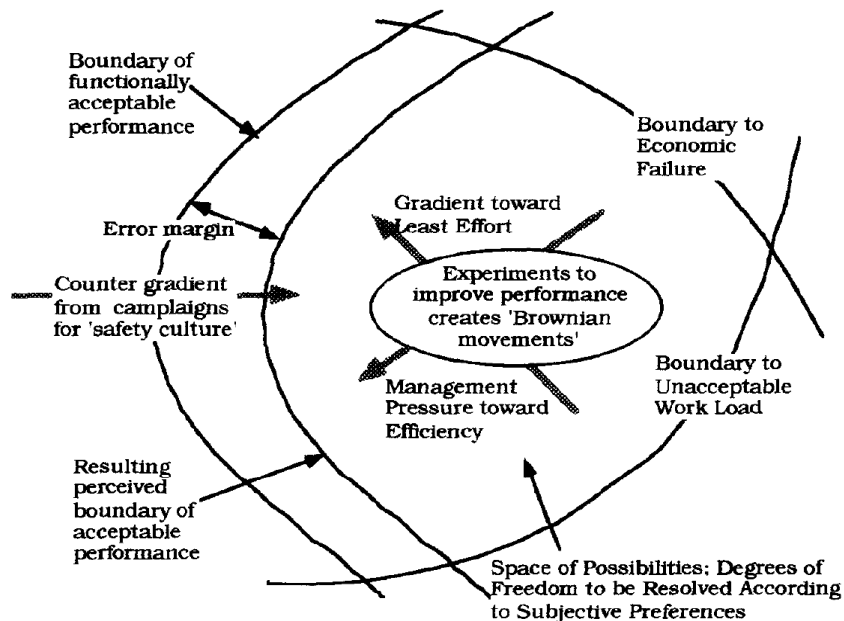 Boundary of
functionally
acceptable
performance
Boundary to
Economic
Failure
Gradient toward
Least Effort
Error margin
Experiments to
improve performance
creates 'Brownian
movements'
Counter gradient
from campaigns
for 'safety culture'
Management
Pressure toward
Efficiency
Boundary to
Unacceptable
Work Load
Resulting
perceived
boundary of
acceptable
performance
Space of Possibilities; Degrees of
Freedom to be Resolved According
to Subjective Preferences